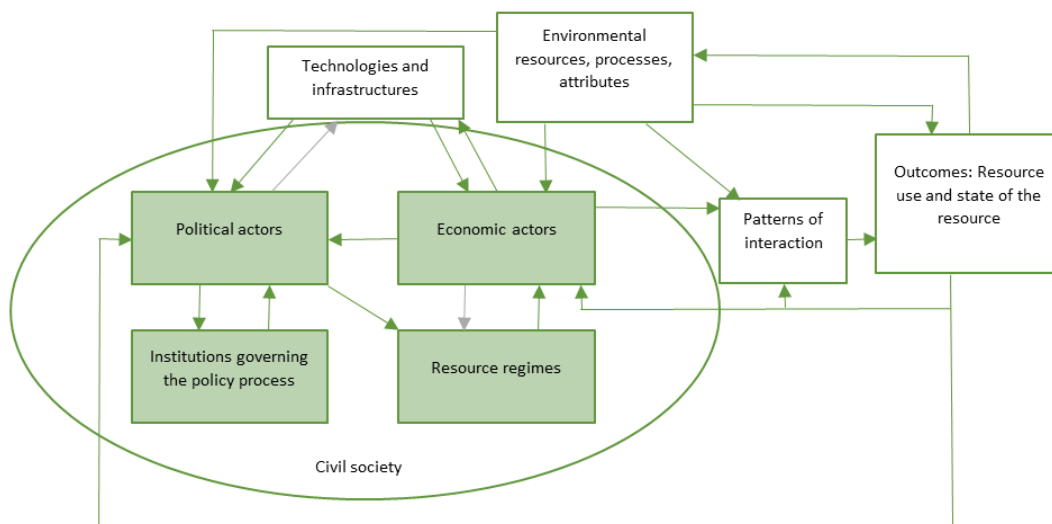 Environmental
resources, processes,
attributes
Technologies and
infrastructures
Outcomes: Resource
use and state of the
resource
Political actors
Economic actors
Patterns of
interaction
Institutions governing
the policy process
Resource regimes
Civil society